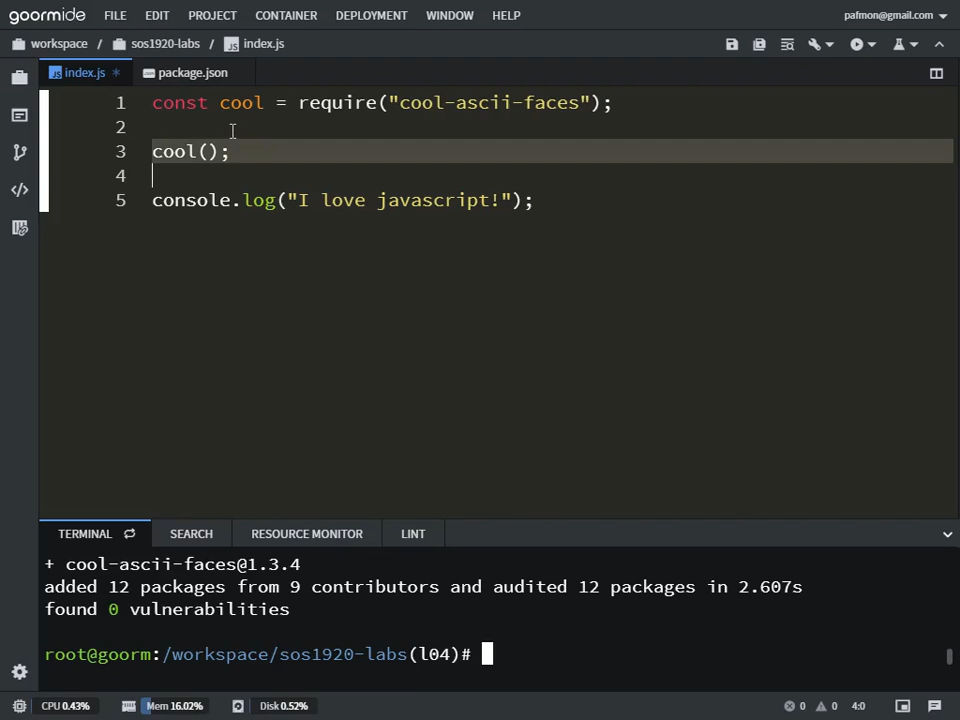 goormide FILE EDIT PROJECT CONTAINER DEPLOYMENT WINDOW HELP pafmon@gmail.com
workspace / sos1920-labs / JS index.js
JS index.js * package.json
1 const cool = require("cool-ascii-faces");
2
3 cool();
4
5 console.log("I love javascript!");
TERMINAL SEARCH RESOURCE MONITOR LINT
+ cool-ascii-faces@1.3.4
added 12 packages from 9 contributors and audited 12 packages in 2.607s
found 0 vulnerabilities
root@goorm:/workspace/sos1920-labs(l04)#
CPU 0.43% Mem 16.02% Disk 0.52% 0 0 4:0